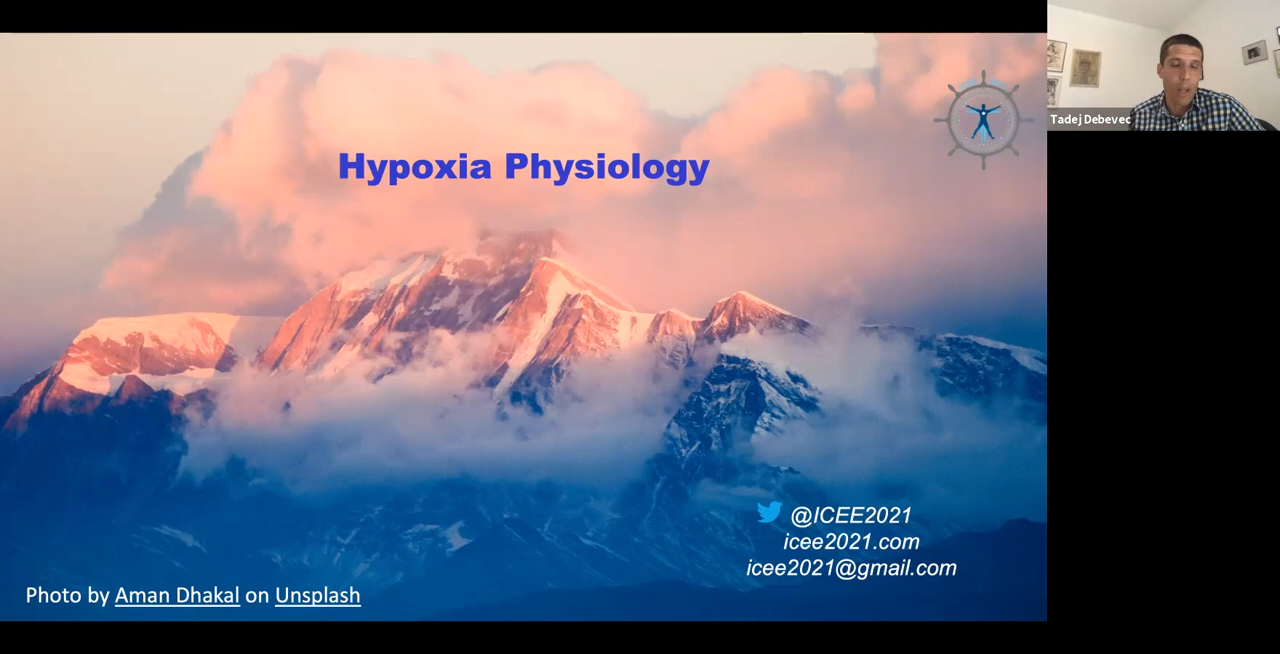 Hypoxia Physiology
Tadej Debevec
@ICEE2021
icee2021.com
icee2021@gmail.com
Photo by Aman Dhakal on Unsplash